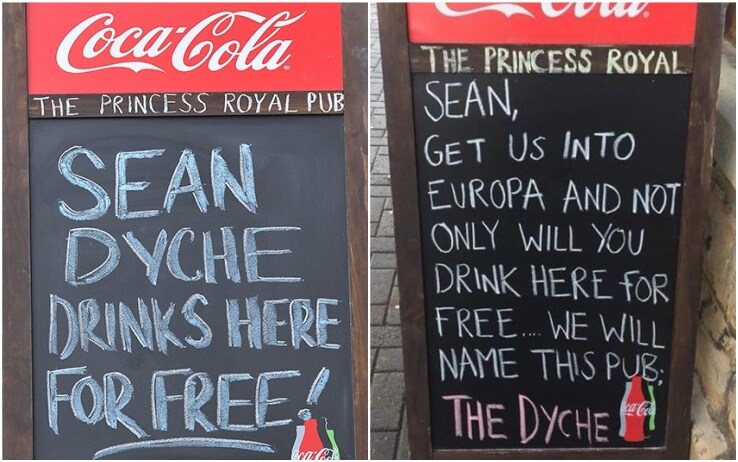 Coca-Cola
THE PRINCESS ROYAL PUB
SEAN
DYCHE
DRINKS HERE
FOR FREE!
Coca-Cola
THE PRINCESS ROYAL
SEAN,
GET US INTO
EUROPA AND NOT
ONLY WILL YOU
DRINK HERE FOR
FREE.... WE WILL
NAME THIS PUB;
THE DYCHE
Coca-Cola